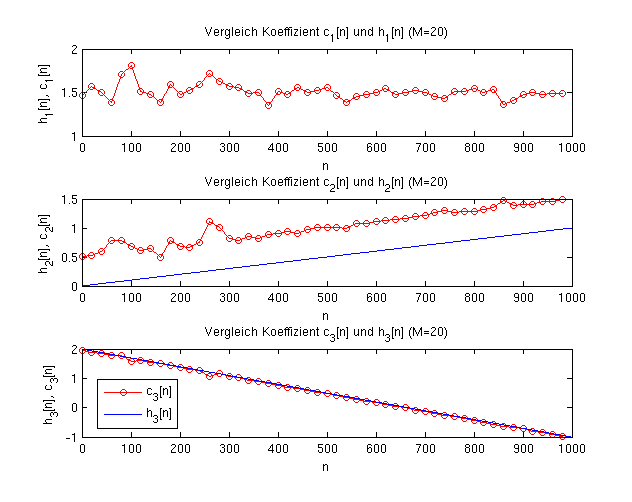 Vergleich Koeffizient c1[n] und h1[n] (M=20)
h1[n], c1[n]
2
1.5
1
0 100 200 300 400 500 600 700 800 900 1000
n
Vergleich Koeffizient c2[n] und h2[n] (M=20)
h2[n], c2[n]
1.5
1
0.5
0
0 100 200 300 400 500 600 700 800 900 1000
n
Vergleich Koeffizient c3[n] und h3[n] (M=20)
h3[n], c3[n]
2
1
0
-1
c3[n]
h3[n]
0 100 200 300 400 500 600 700 800 900 1000
n